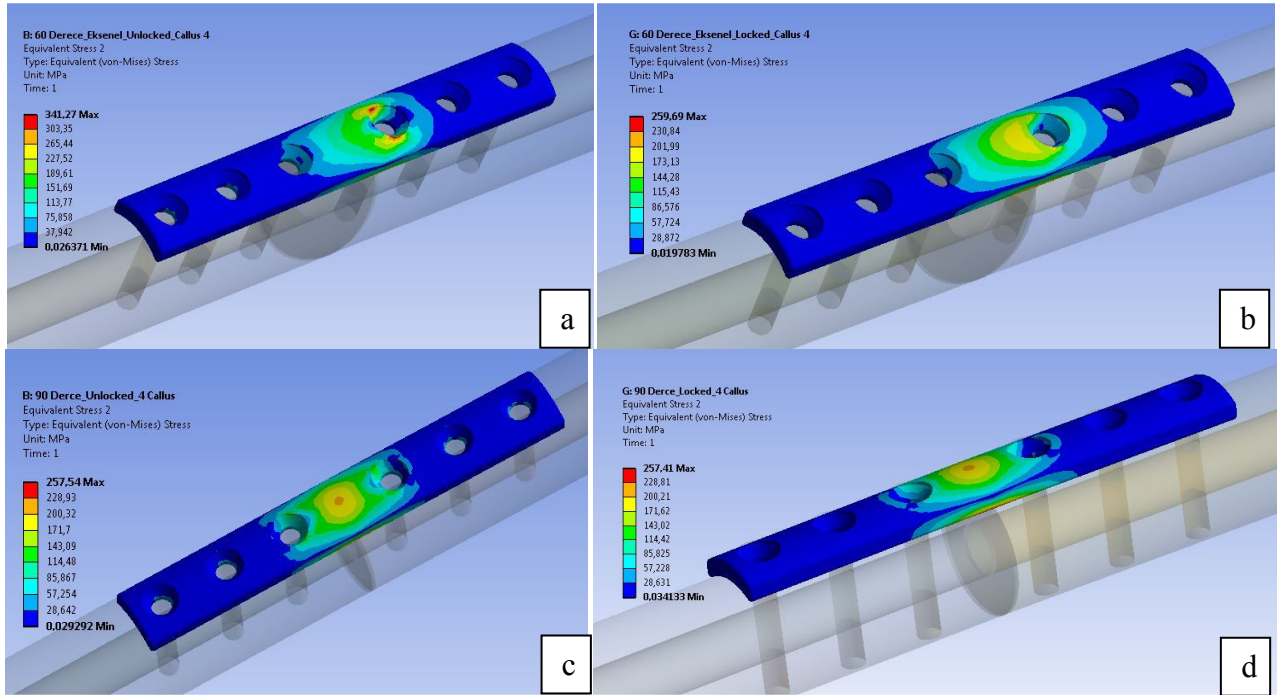 B: 60 Derece_Eksenel_Unlocked_Callus 4
Equivalent Stress 2
Type: Equivalent (von-Mises) Stress
Unit: MPa
Time: 1
341,27 Max
303,35
265,44
227,52
189,61
151,69
113,77
75,858
37,942
0,026371 Min
a
G: 60 Derece_Eksenel_Locked_Callus 4
Equivalent Stress 2
Type: Equivalent (von-Mises) Stress
Unit: MPa
Time: 1
259,69 Max
230,84
201,99
173,13
144,28
115,43
86,576
57,724
28,872
0,019783 Min
b
B: 90 Derce_Unlocked_4 Callus
Equivalent Stress 2
Type: Equivalent (von-Mises) Stress
Unit: MPa
Time: 1
257,54 Max
228,93
200,32
171,7
143,09
114,48
85,867
57,254
28,642
0,029292 Min
c
G: 90 Derce_Locked_4 Callus
Equivalent Stress 2
Type: Equivalent (von-Mises) Stress
Unit: MPa
Time: 1
257,41 Max
228,81
200,21
171,62
143,02
114,42
85,825
57,228
28,631
0,034133 Min
d